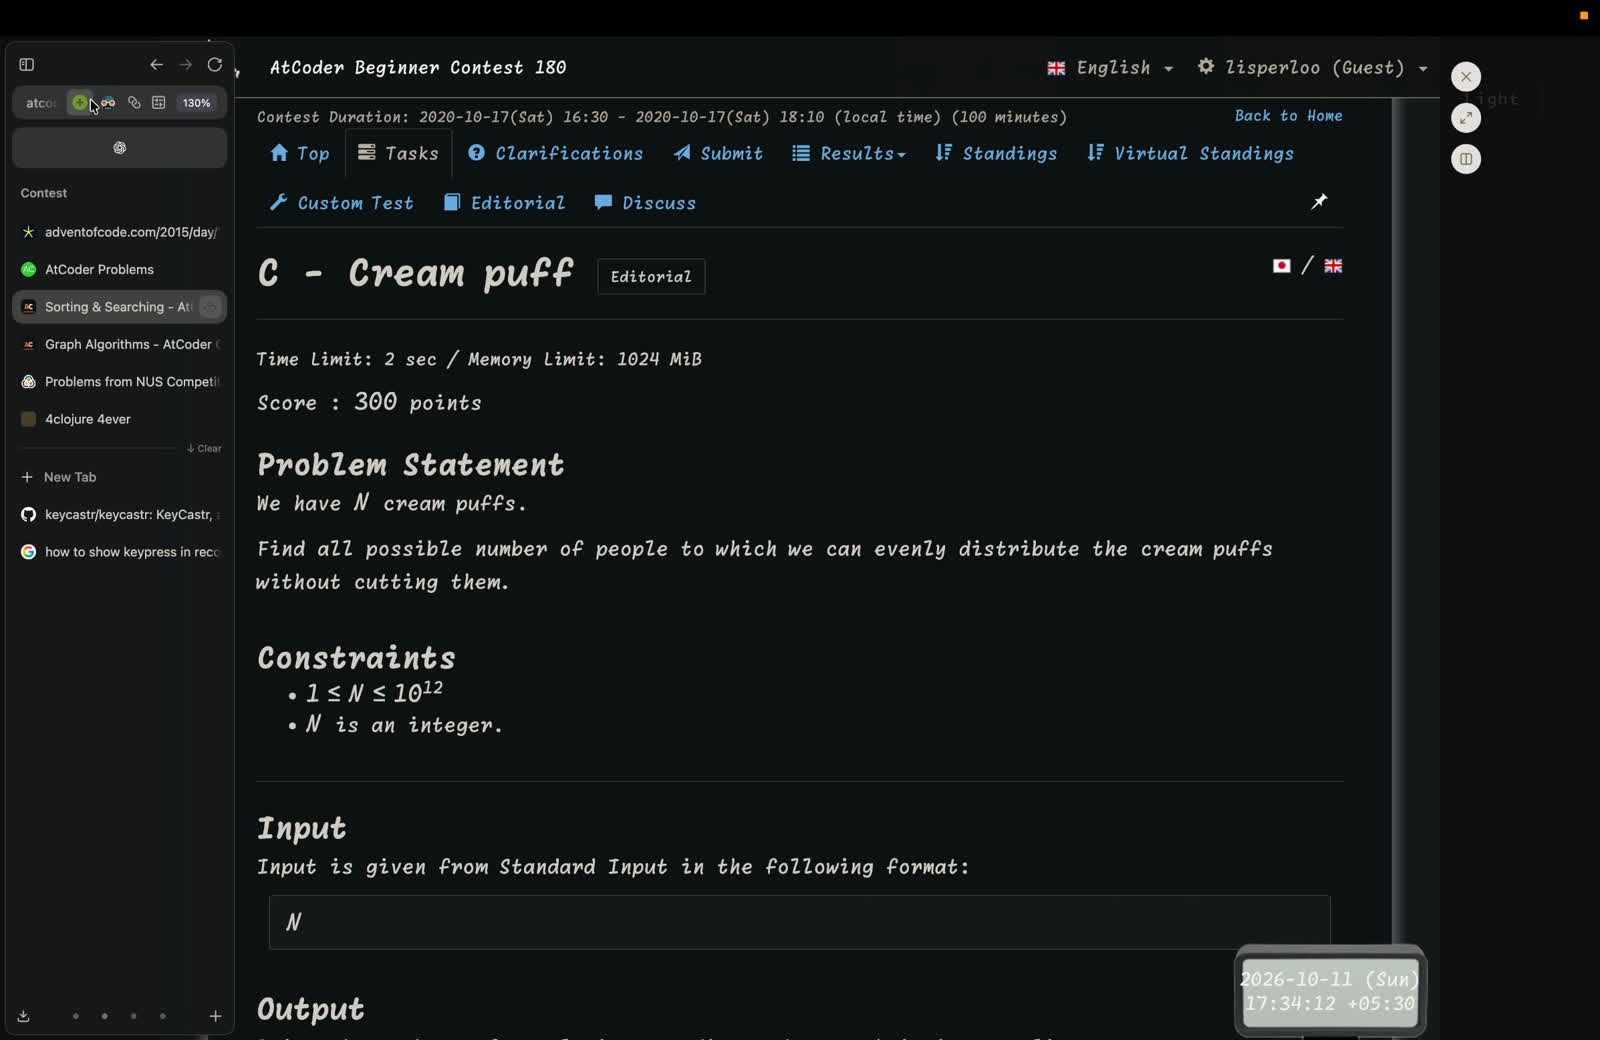 AtCoder Beginner Contest 180
English
lisperloo (Guest)
130%
Contest Duration: 2020-10-17(Sat) 16:30 - 2020-10-17(Sat) 18:10 (local time) (100 minutes)
Back to Home
Top
Tasks
Clarifications
Submit
Results
Standings
Virtual Standings
Custom Test
Editorial
Discuss
Contest
adventofcode.com/2015/day/
AtCoder Problems
Sorting & Searching - At
Graph Algorithms - AtCoder
Problems from NUS Competi
4clojure 4ever
Clear
New Tab
keycastr/keycastr: KeyCastr,
how to show keypress in reco
C - Cream puff
Editorial
/
Time Limit: 2 sec / Memory Limit: 1024 MiB
Score : 300 points
Problem Statement
We have N cream puffs.
Find all possible number of people to which we can evenly distribute the cream puffs
without cutting them.
Constraints
• 1 ≤ N ≤ 10¹²
• N is an integer.
Input
Input is given from Standard Input in the following format:
N
Output
2026-10-11 (Sun)
17:34:12 +05:30